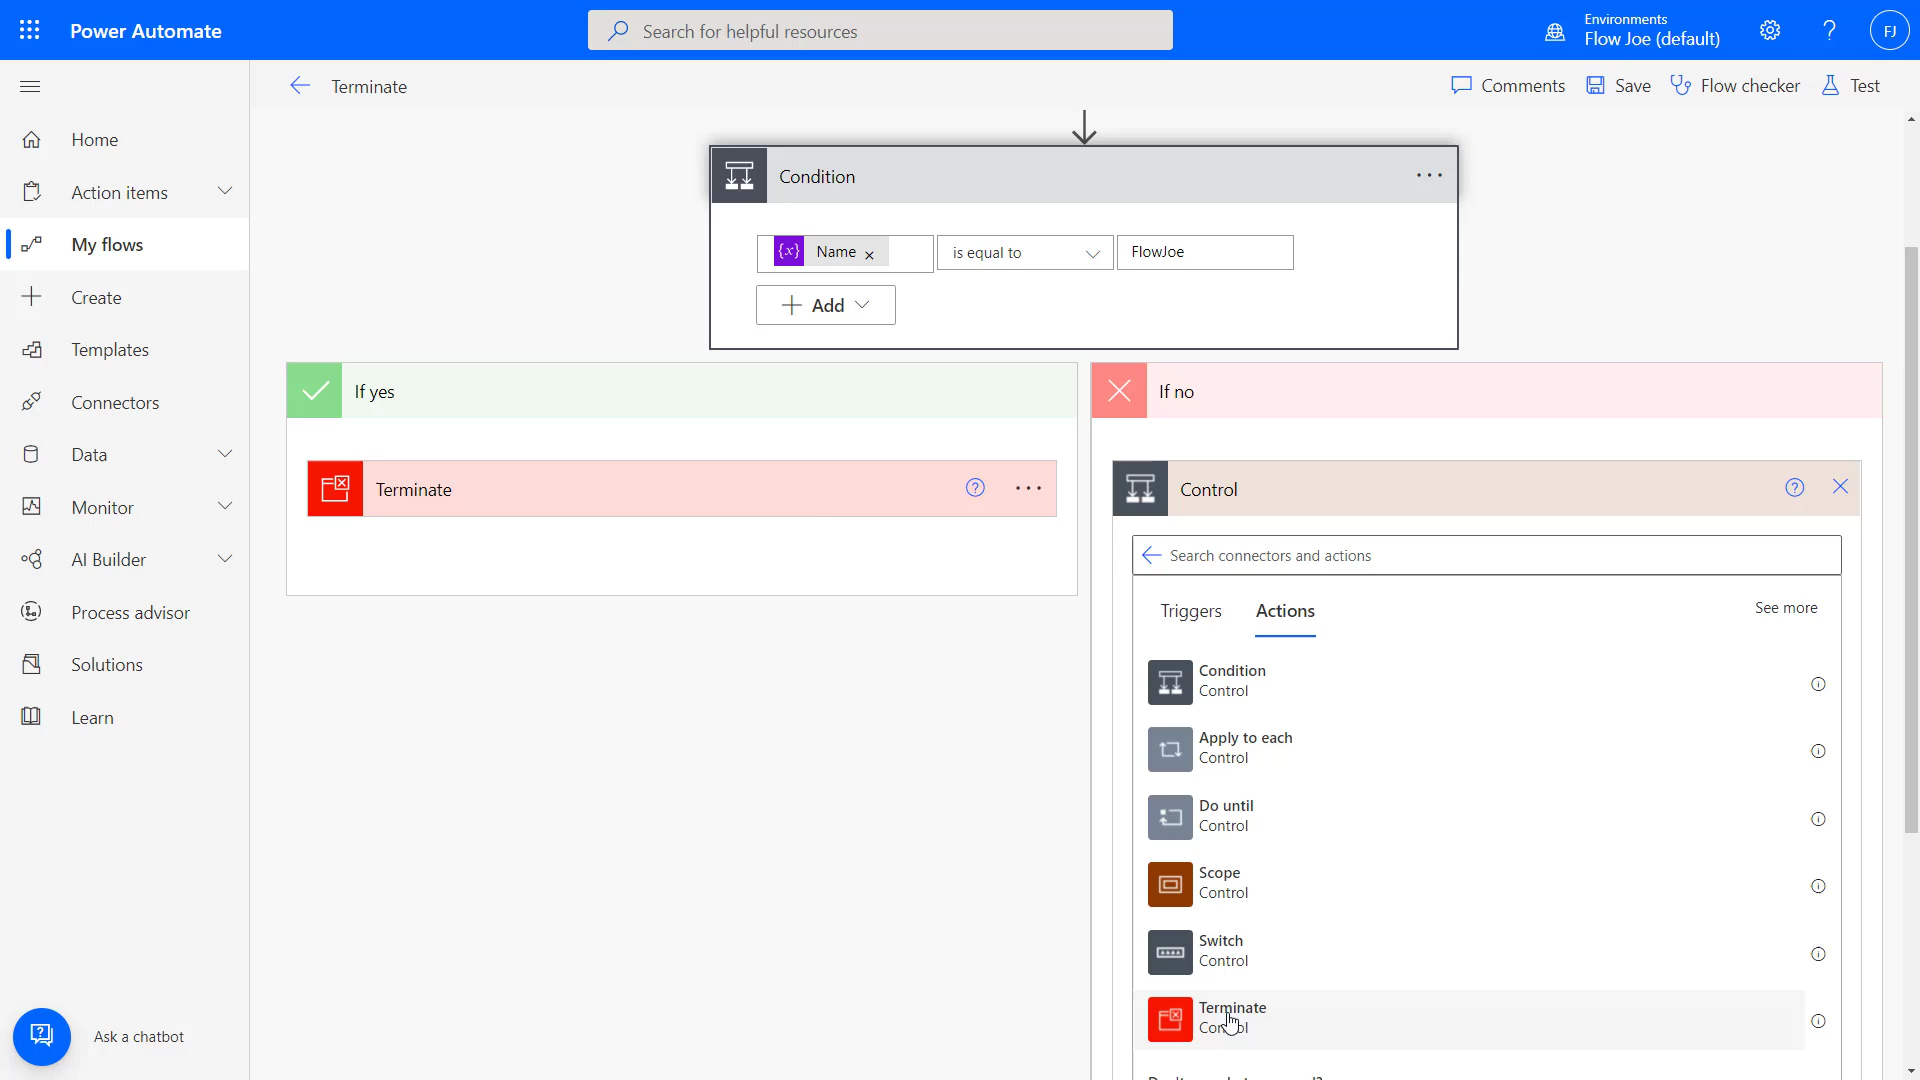 Power Automate
Search for helpful resources
Environments
Flow Joe (default)
?
FJ
Terminate
Comments
Save
Flow checker
Test
Home
Action items
My flows
Create
Templates
Connectors
Data
Monitor
AI Builder
Process advisor
Solutions
Learn
Ask a chatbot
Condition
{x} Name ×
is equal to
FlowJoe
Add
If yes
Terminate
If no
Control
Search connectors and actions
Triggers
Actions
See more
Condition
Control
Apply to each
Control
Do until
Control
Scope
Control
Switch
Control
Terminate
Control